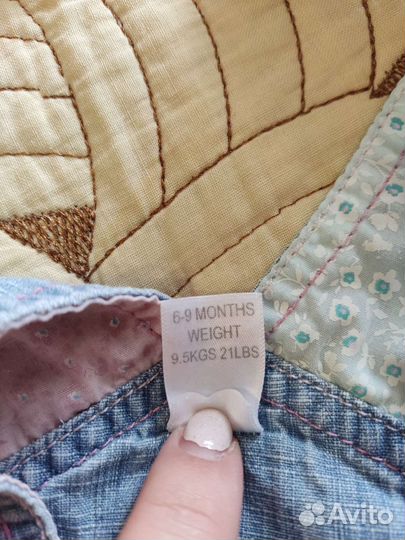 6-9 MONTHS
WEIGHT
9.5KGS 21LBS
Avito